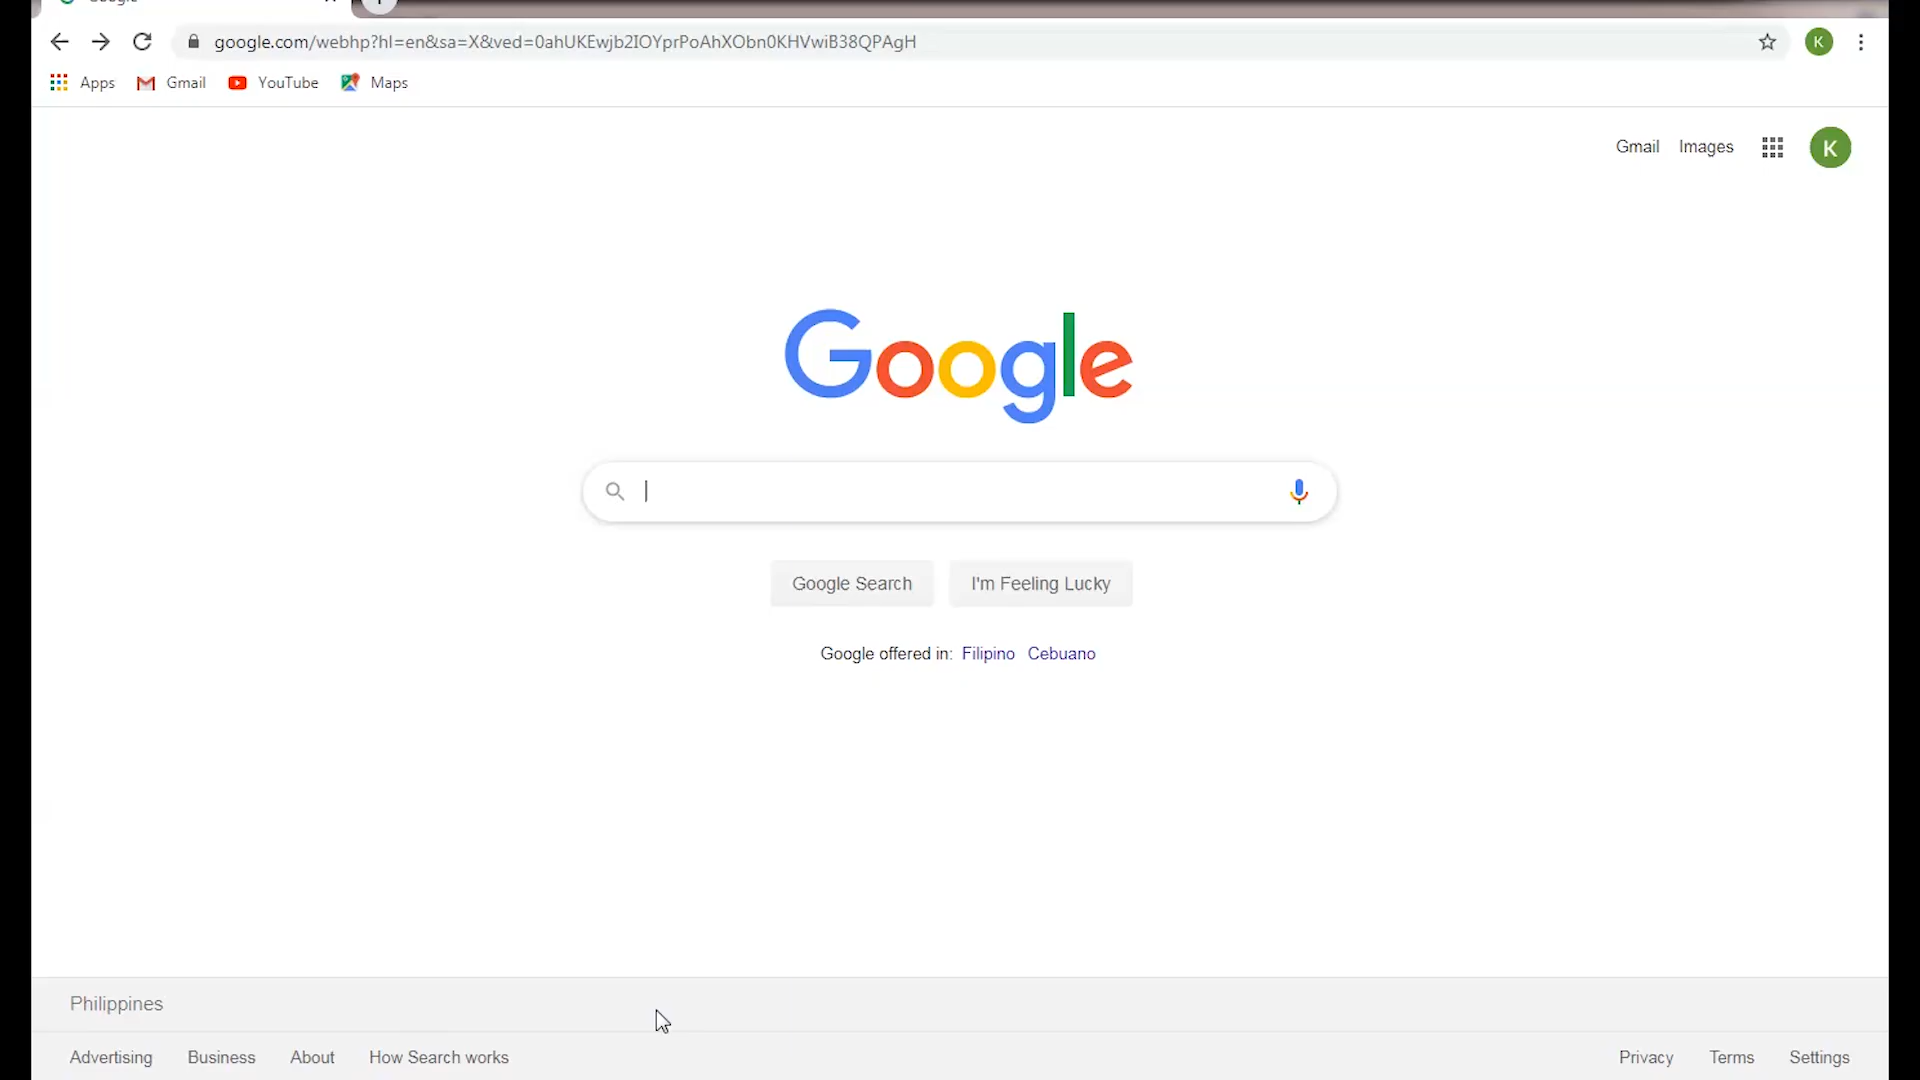 google.com/webhp?hl=en&sa=X&ved=0ahUKEwjb2IOYprPoAhXObn0KHVwiB38QPAgH
K
Apps Gmail YouTube Maps
Gmail Images K
Google
Google Search I'm Feeling Lucky
Google offered in: Filipino Cebuano
Philippines
Advertising Business About How Search works Privacy Terms Settings